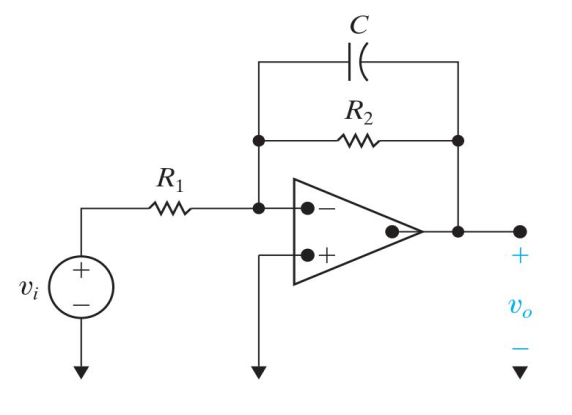 C
R₂
R₁
−
+
+
vᵢ
−
+
vₒ
−